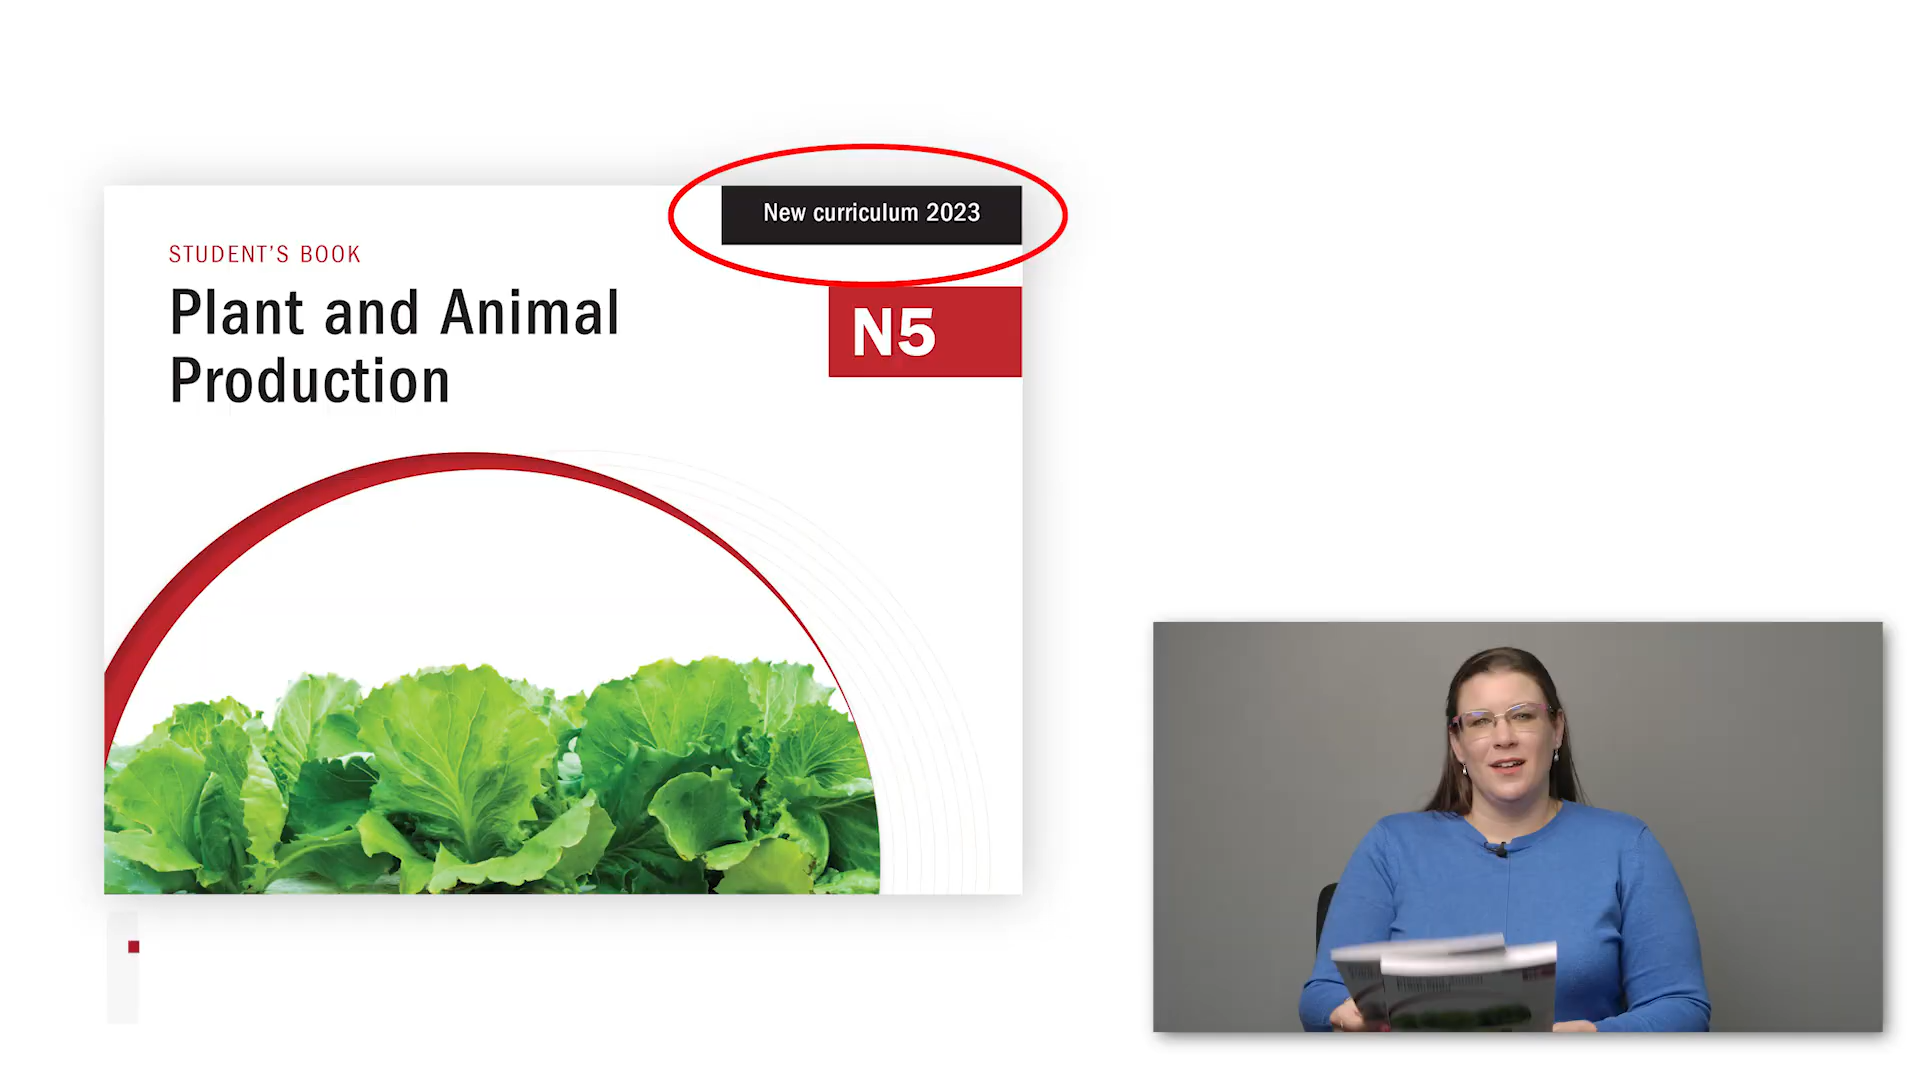 New curriculum 2023
STUDENT'S BOOK
Plant and Animal
Production
N5